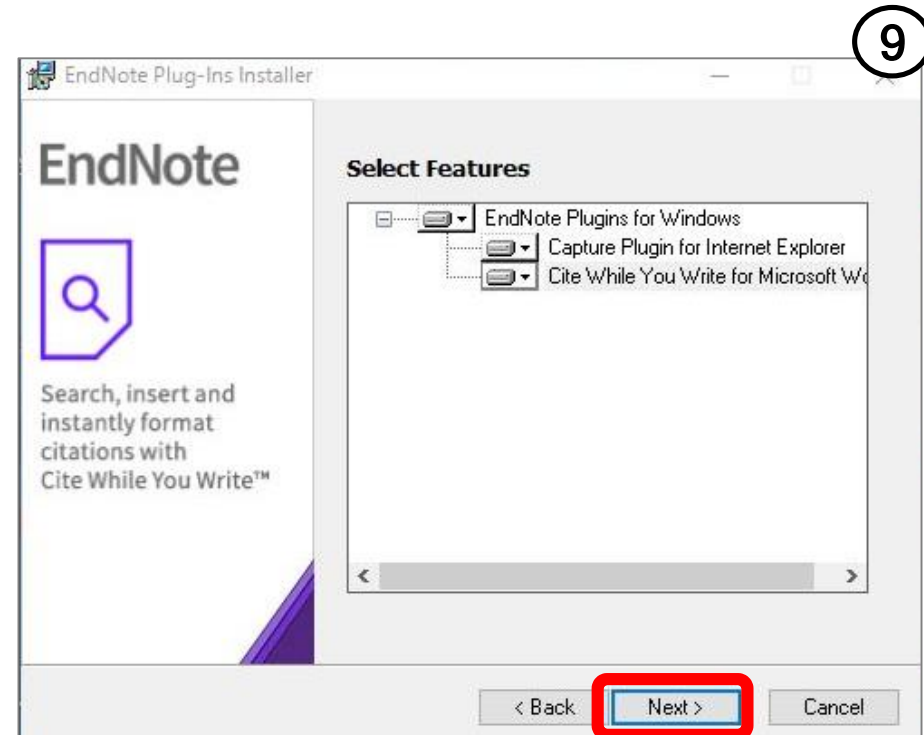 9
EndNote Plug-Ins Installer
EndNote
Search, insert and
instantly format
citations with
Cite While You Write™
Select Features
EndNote Plugins for Windows
Capture Plugin for Internet Explorer
Cite While You Write for Microsoft
< Back
Next >
Cancel